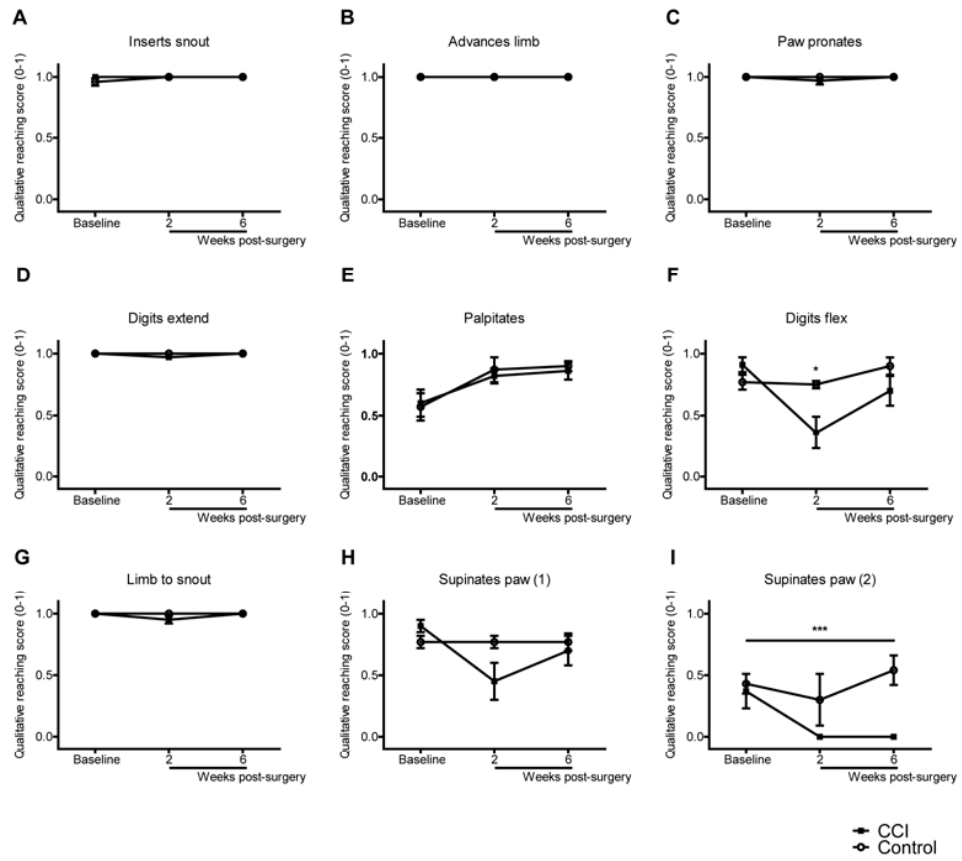 A
Inserts snout
Qualitative reaching score (0-1)
1.0
0.5
0.0
Baseline 2 6
Weeks post-surgery
B
Advances limb
Qualitative reaching score (0-1)
1.0
0.5
0.0
Baseline 2 6
Weeks post-surgery
C
Paw pronates
Qualitative reaching score (0-1)
1.0
0.5
0.0
Baseline 2 6
Weeks post-surgery
D
Digits extend
Qualitative reaching score (0-1)
1.0
0.5
0.0
Baseline 2 6
Weeks post-surgery
E
Palpitates
Qualitative reaching score (0-1)
1.0
0.5
0.0
Baseline 2 6
Weeks post-surgery
F
Digits flex
Qualitative reaching score (0-1)
1.0
0.5
0.0
*
Baseline 2 6
Weeks post-surgery
G
Limb to snout
Qualitative reaching score (0-1)
1.0
0.5
0.0
Baseline 2 6
Weeks post-surgery
H
Supinates paw (1)
Qualitative reaching score (0-1)
1.0
0.5
0.0
Baseline 2 6
Weeks post-surgery
I
Supinates paw (2)
Qualitative reaching score (0-1)
1.0
0.5
0.0
***
Baseline 2 6
Weeks post-surgery
CCI
Control